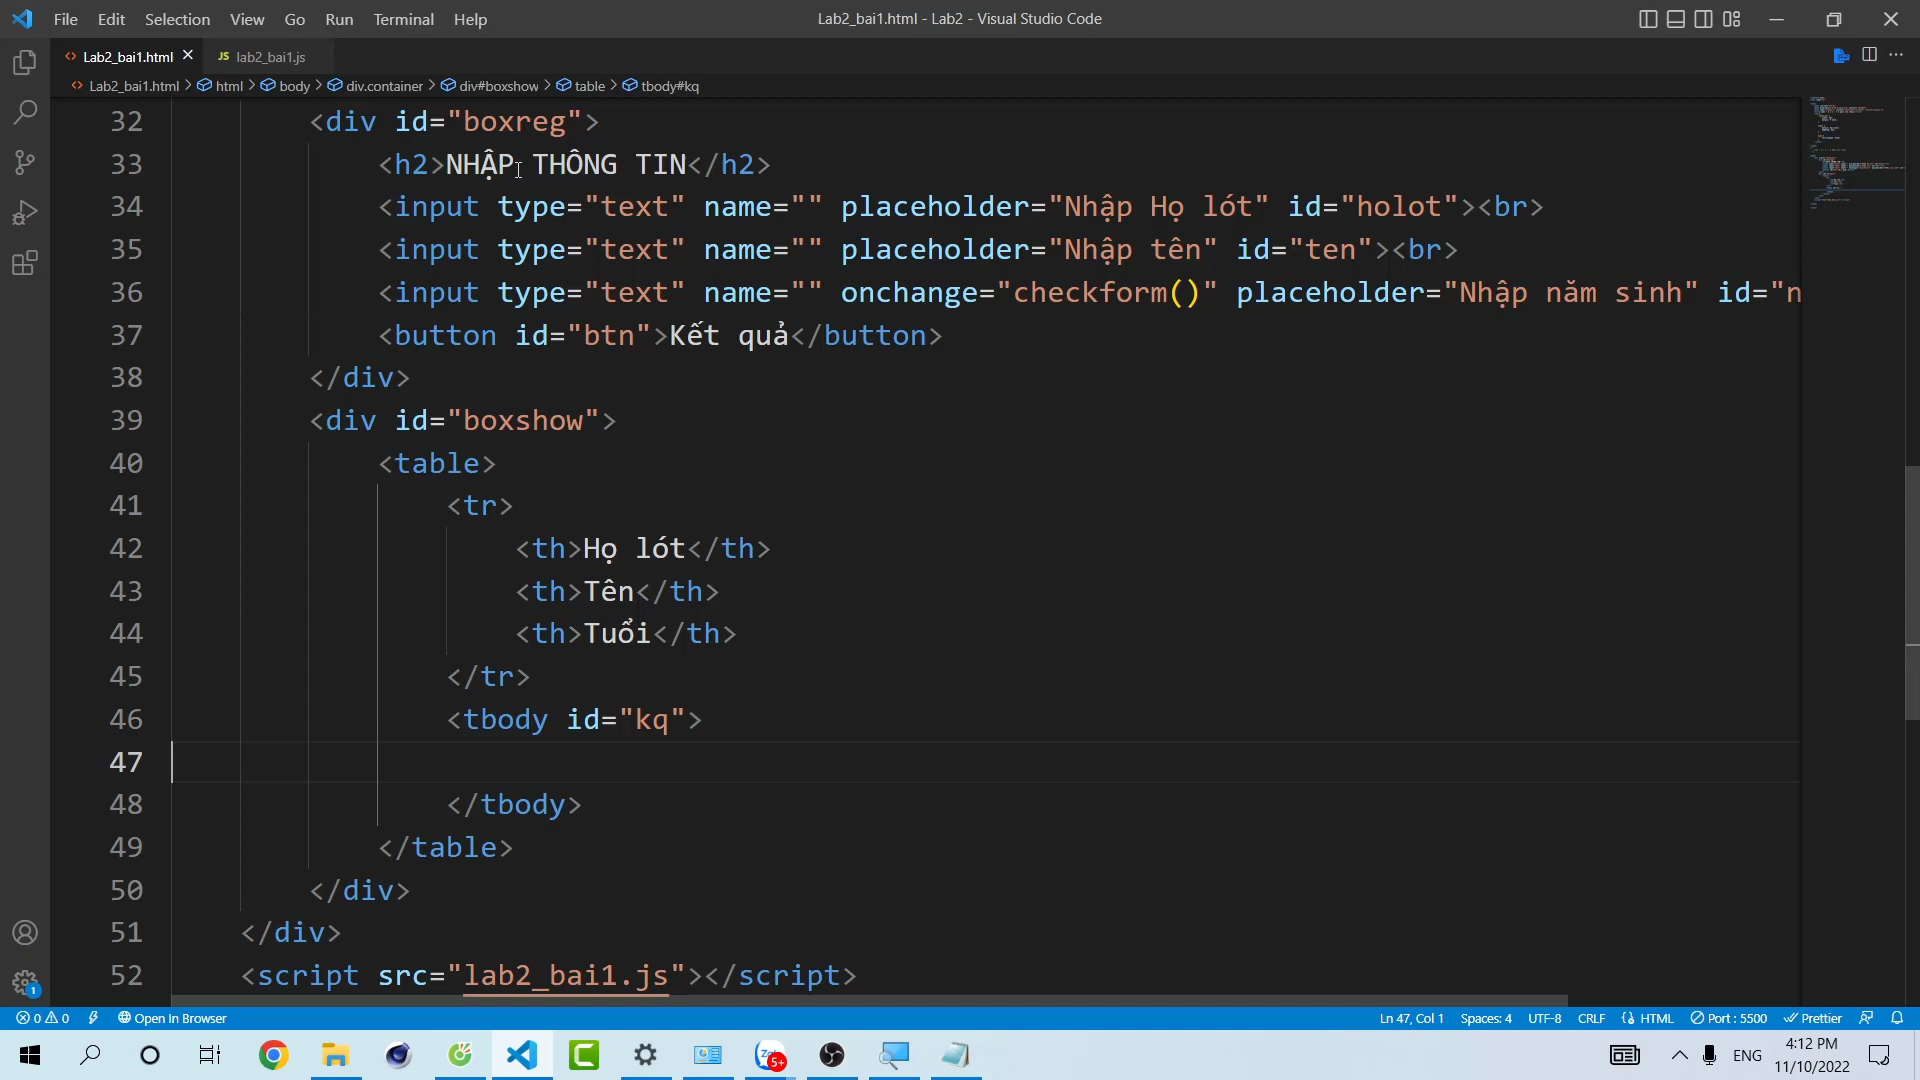 File Edit Selection View Go Run Terminal Help
Lab2_bai1.html - Lab2 - Visual Studio Code
Lab2_bai1.html
JS lab2_bai1.js
Lab2_bai1.html > html > body > div.container > div#boxshow > table > tbody#kq
32 <div id="boxreg">
33 <h2>NHẬP THÔNG TIN</h2>
34 <input type="text" name="" placeholder="Nhập Họ lót" id="holot"><br>
35 <input type="text" name="" placeholder="Nhập tên" id="ten"><br>
36 <input type="text" name="" onchange="checkform()" placeholder="Nhập năm sinh" id="n
37 <button id="btn">Kết quả</button>
38 </div>
39 <div id="boxshow">
40 <table>
41 <tr>
42 <th>Họ lót</th>
43 <th>Tên</th>
44 <th>Tuổi</th>
45 </tr>
46 <tbody id="kq">
47
48 </tbody>
49 </table>
50 </div>
51 </div>
52 <script src="lab2_bai1.js"></script>
1
0 0 Open In Browser
Ln 47, Col 1 Spaces: 4 UTF-8 CRLF HTML Port : 5500 Prettier
5+
ENG
4:12 PM
11/10/2022